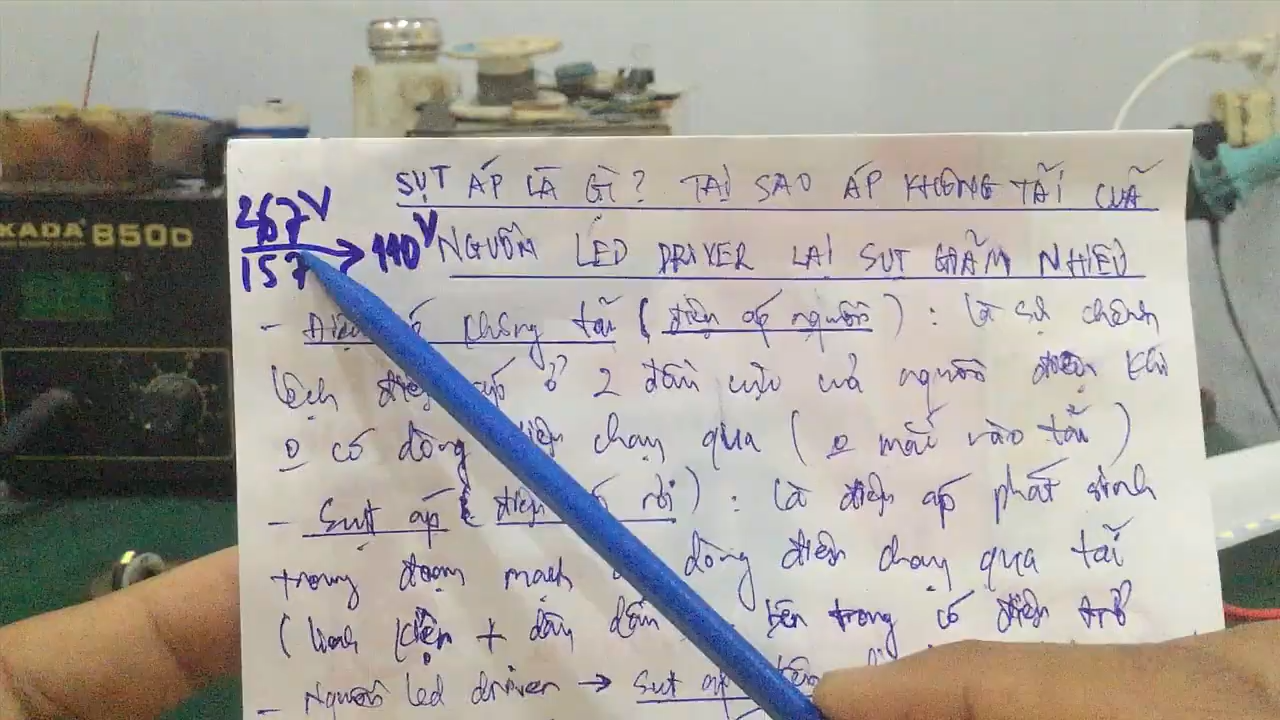 KADA 850D
267V
157 → 110V
SỤT ÁP LÀ GÌ? TẠI SAO ÁP KHÔNG TẢI CUẢ
NGUỒN LED DRIVER LẠI SỤT GIẢM NHIỀU
- Điện không tải (điện áp nguồn): là sự chênh
lệch điện ở 2 đầu cực của nguồn điện khi
0 có dòng điện chạy qua (0 mắc vào tải)
- Sụt áp (điện rơi): là điện áp phát sinh
trong đoạn mạch dòng điện chạy qua tải
(linh kiện + dây dẫn bên trong có điện trở
- Nguồn led driver → Sụt áp